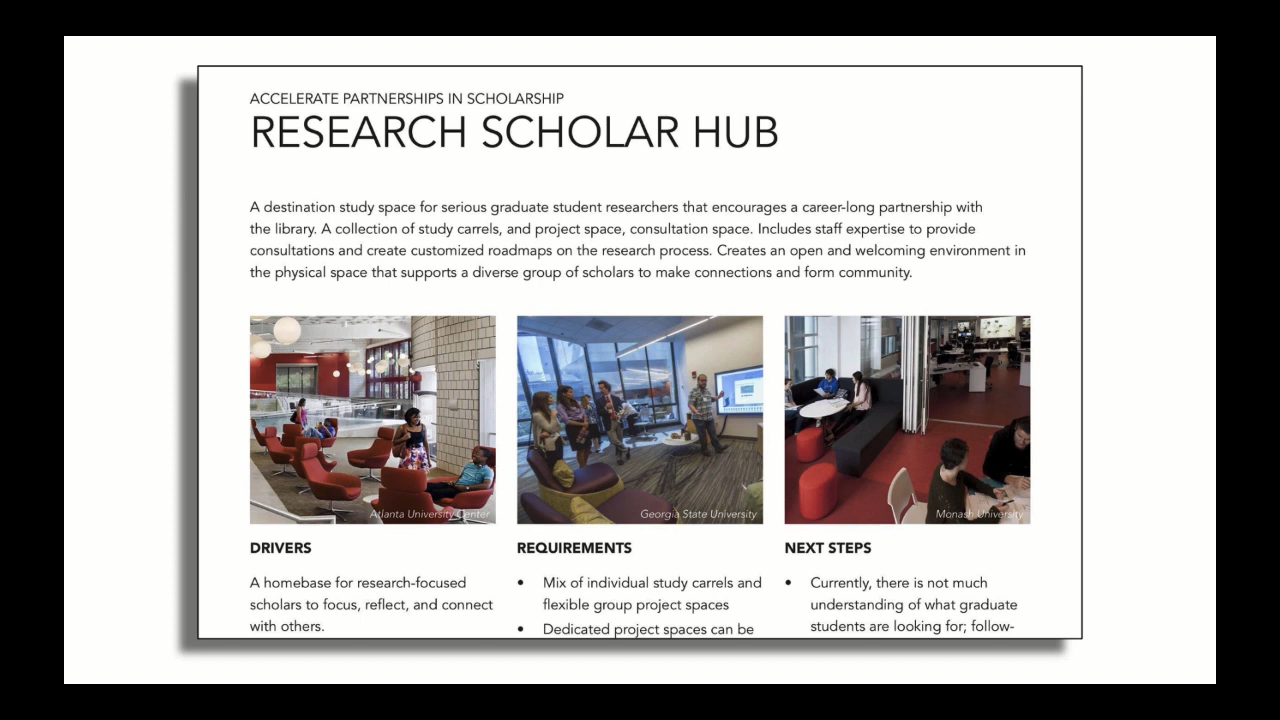 ACCELERATE PARTNERSHIPS IN SCHOLARSHIP
RESEARCH SCHOLAR HUB
A destination study space for serious graduate student researchers that encourages a career-long partnership with
the library. A collection of study carrels, and project space, consultation space. Includes staff expertise to provide
consultations and create customized roadmaps on the research process. Creates an open and welcoming environment in
the physical space that supports a diverse group of scholars to make connections and form community.
Atlanta University Center
Georgia State University
Monash University
DRIVERS
A homebase for research-focused
scholars to focus, reflect, and connect
with others.
REQUIREMENTS
• Mix of individual study carrels and
flexible group project spaces
• Dedicated project spaces can be
NEXT STEPS
• Currently, there is not much
understanding of what graduate
students are looking for; follow-